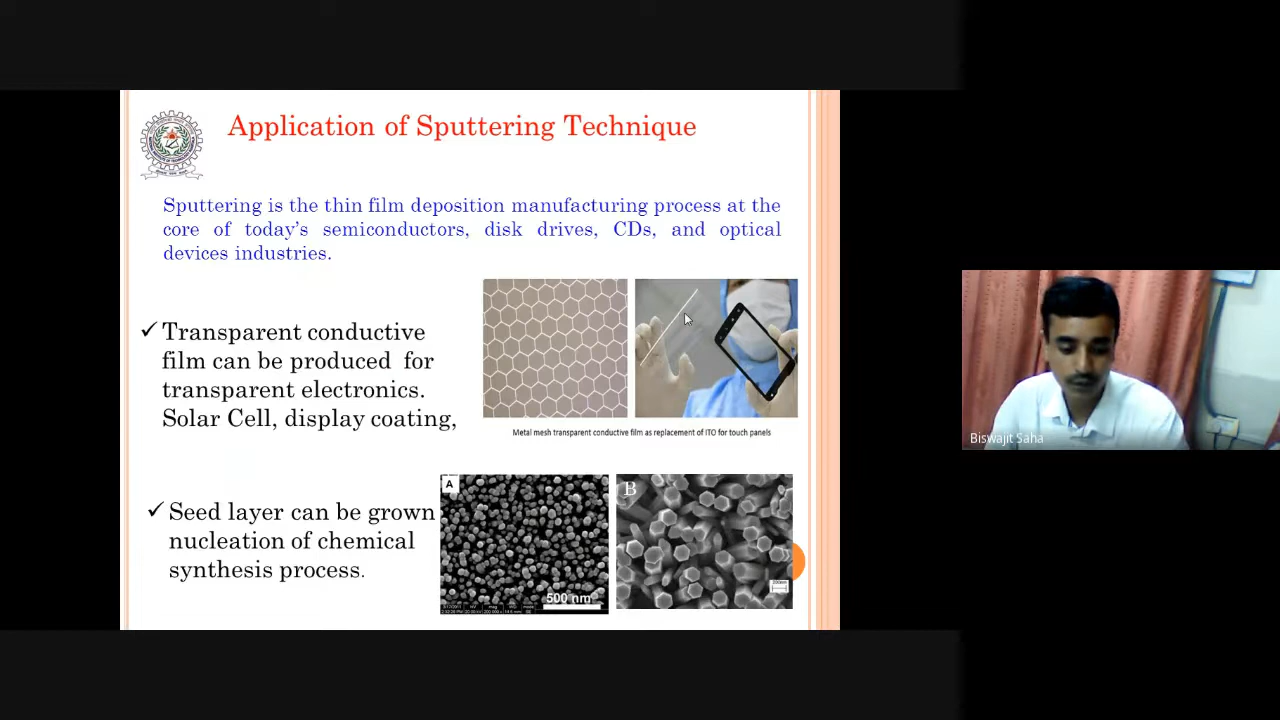 Application of Sputtering Technique
Sputtering is the thin film deposition manufacturing process at the
core of today's semiconductors, disk drives, CDs, and optical
devices industries.
✓ Transparent conductive
film can be produced for
transparent electronics.
Solar Cell, display coating,
Metal mesh transparent conductive film as replacement of ITO for touch panels
✓ Seed layer can be grown
nucleation of chemical
synthesis process.
A
500 nm
B
Biswajit Saha